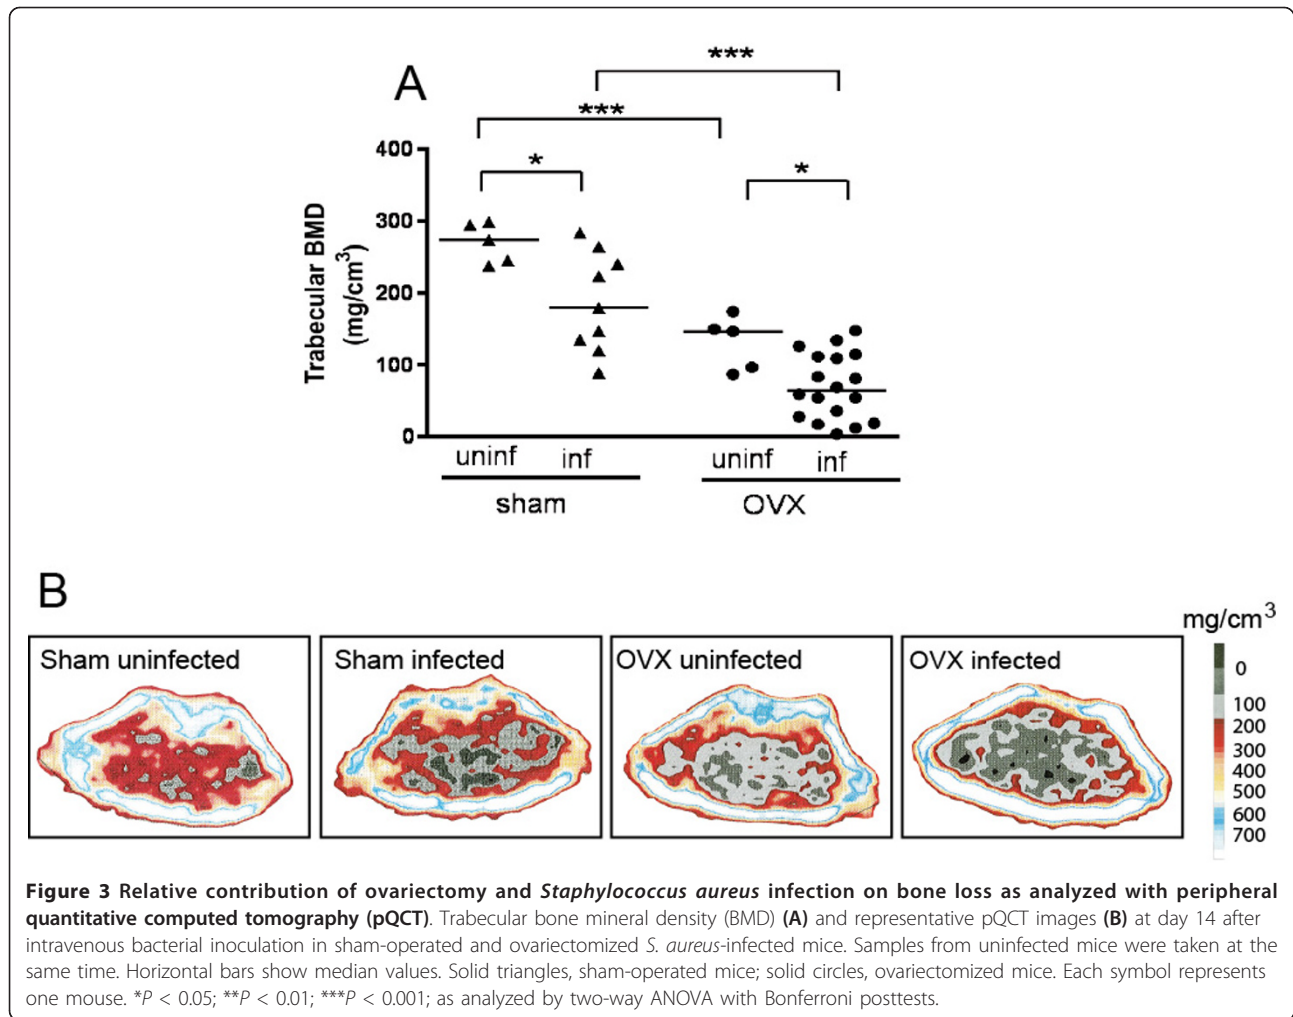 A
***
***
*
*
400
300
200
100
0
Trabecular BMD
(mg/cm³)
uninf inf uninf inf
sham OVX
B
mg/cm³
Sham uninfected Sham infected OVX uninfected OVX infected
0
100
200
300
400
500
600
700
Figure 3 Relative contribution of ovariectomy and Staphylococcus aureus infection on bone loss as analyzed with peripheral
quantitative computed tomography (pQCT). Trabecular bone mineral density (BMD) (A) and representative pQCT images (B) at day 14 after
intravenous bacterial inoculation in sham-operated and ovariectomized S. aureus-infected mice. Samples from uninfected mice were taken at the
same time. Horizontal bars show median values. Solid triangles, sham-operated mice; solid circles, ovariectomized mice. Each symbol represents
one mouse. *P < 0.05; **P < 0.01; ***P < 0.001; as analyzed by two-way ANOVA with Bonferroni posttests.